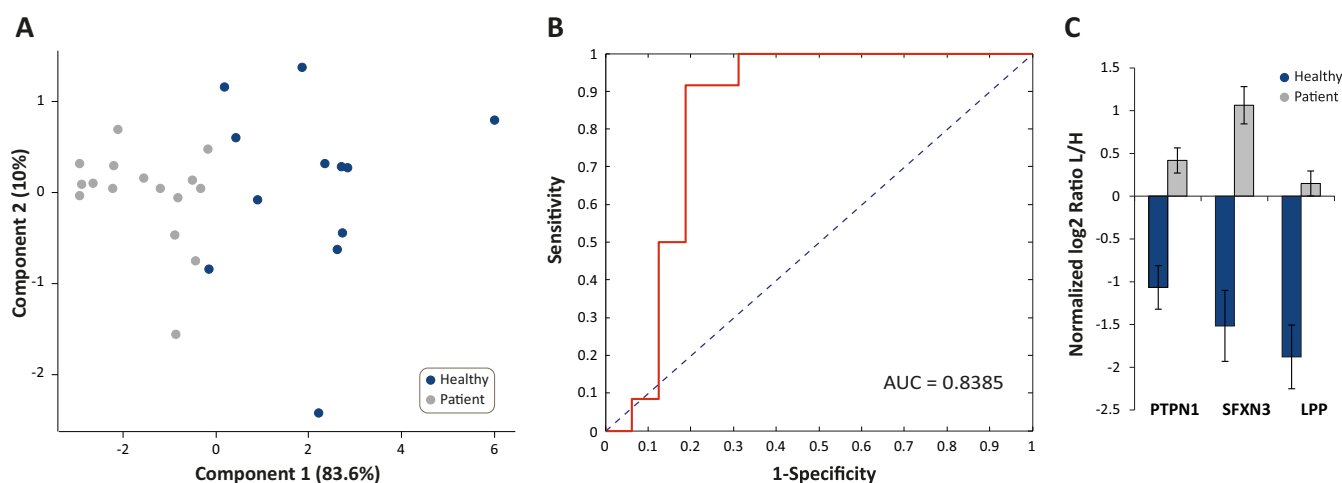 A
Component 2 (10%)
1
0
-1
-2
-2
0
2
4
6
Component 1 (83.6%)
Healthy
Patient
B
Sensitivity
1
0.9
0.8
0.7
0.6
0.5
0.4
0.3
0.2
0.1
0
0
0.1
0.2
0.3
0.4
0.5
0.6
0.7
0.8
0.9
1
1-Specificity
AUC = 0.8385
C
Normalized log2 Ratio L/H
1.5
1
0.5
0
-0.5
-1
-1.5
-2
-2.5
Healthy
Patient
PTPN1
SFXN3
LPP